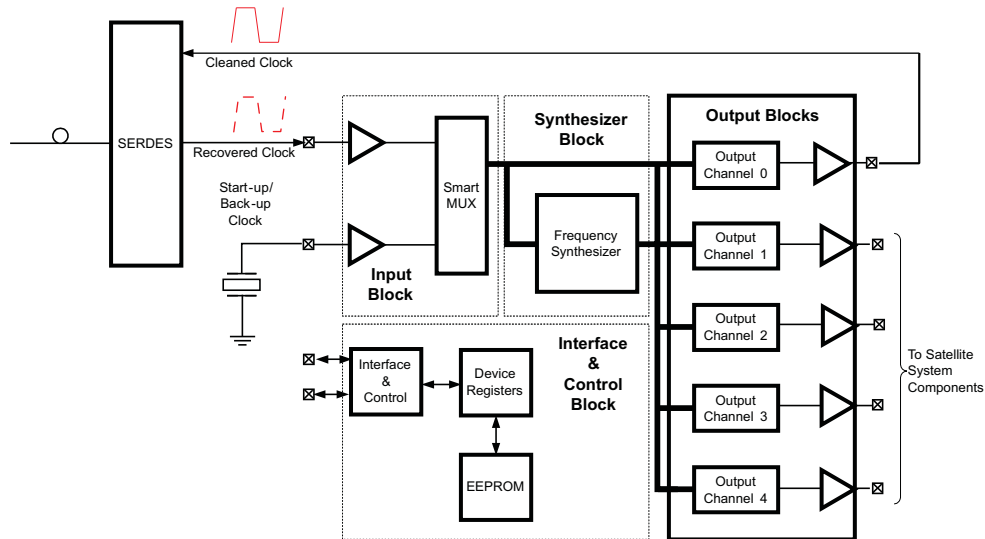 Cleaned Clock
SERDES
Recovered Clock
Start-up/
Back-up
Clock
Smart
MUX
Input
Block
Synthesizer
Block
Frequency
Synthesizer
Output Blocks
Output
Channel 0
Output
Channel 1
Output
Channel 2
Output
Channel 3
Output
Channel 4
To Satellite
System
Components
Interface
&
Control
Block
Interface
&
Control
Device
Registers
EEPROM